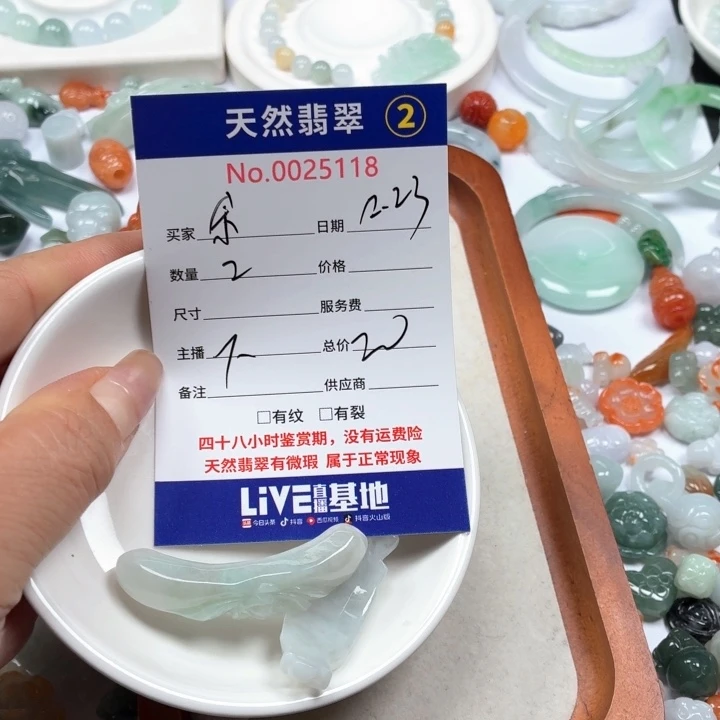 天然翡翠 2
No.0025118
买家 乐 日期 12-23
数量 2 价格
尺寸 服务费
主播 总价
备注 供应商
□有纹 □有裂
四十八小时鉴赏期，没有运费险
天然翡翠有微瑕 属于正常现象
LiVE直播基地
今日头条 抖音 西瓜视频 抖音火山版